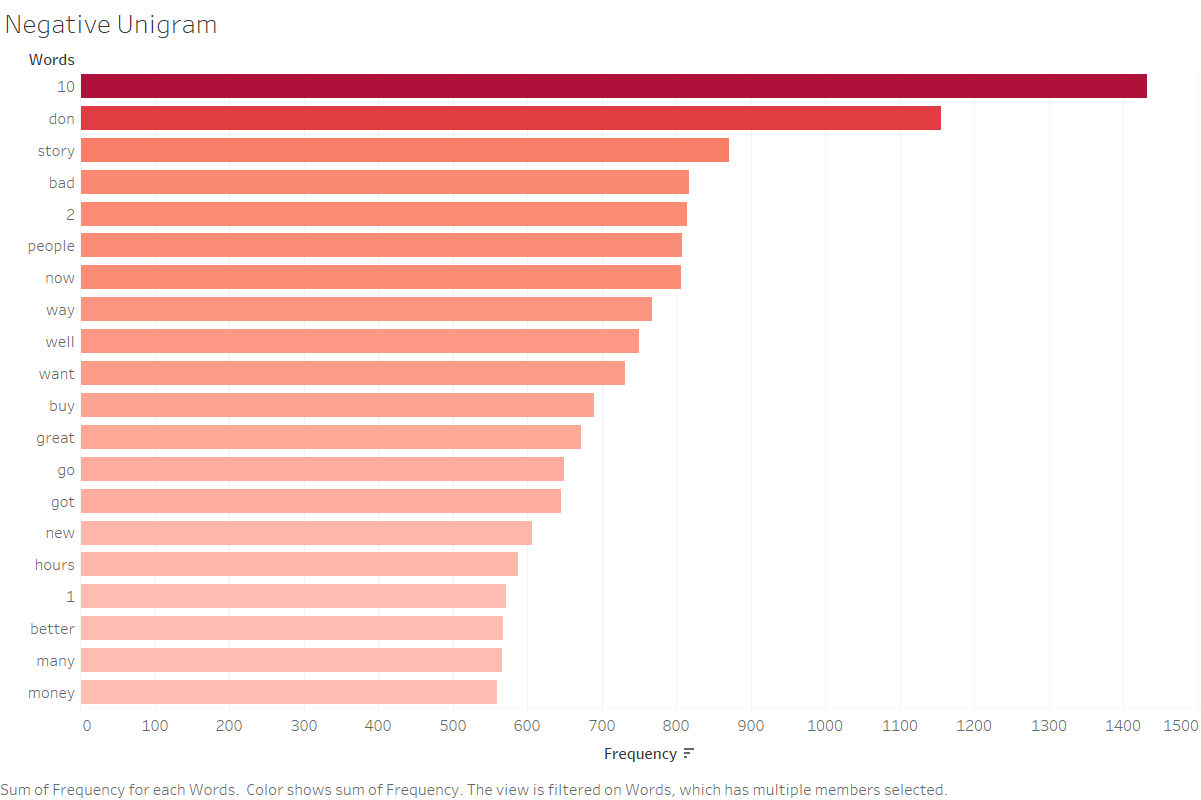 Negative Unigram
Words
10
don
story
bad
2
people
now
way
well
want
buy
great
go
got
new
hours
1
better
many
money
0 100 200 300 400 500 600 700 800 900 1000 1100 1200 1300 1400 1500
Frequency
Sum of Frequency for each Words. Color shows sum of Frequency. The view is filtered on Words, which has multiple members selected.